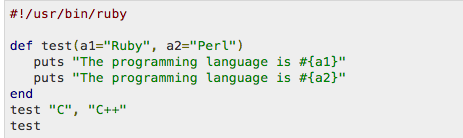 #!/usr/bin/ruby

def test(a1="Ruby", a2="Perl")
   puts "The programming language is #{a1}"
   puts "The programming language is #{a2}"
end
test "C", "C++"
test